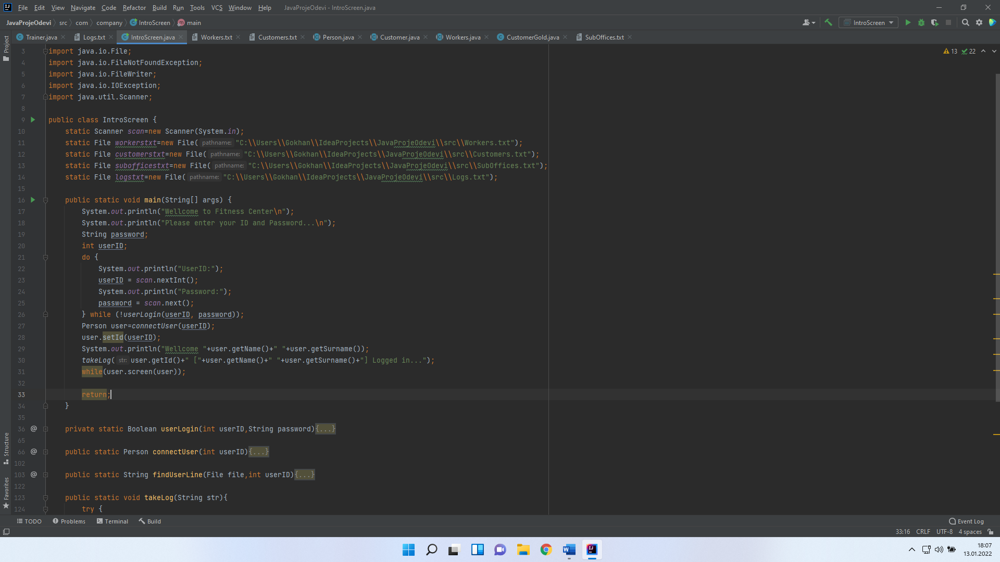 File Edit View Navigate Code Refactor Build Run Tools VCS Window Help JavaProjeOdevi - IntroScreen.java
JavaProjeOdevi src com company IntroScreen main IntroScreen
Trainer.java Logs.txt IntroScreen.java Workers.txt Customers.txt Person.java Customer.java Workers.java CustomerGold.java SubOffices.txt
Project
13 22
3 import java.io.File;
4 import java.io.FileNotFoundException;
5 import java.io.FileWriter;
6 import java.io.IOException;
7 import java.util.Scanner;
8
9 public class IntroScreen {
10 static Scanner scan=new Scanner(System.in);
11 static File workerstxt=new File( pathname: "C:\\Users\\Gokhan\\IdeaProjects\\JavaProjeOdevi\\src\\Workers.txt");
12 static File customerstxt=new File( pathname: "C:\\Users\\Gokhan\\IdeaProjects\\JavaProjeOdevi\\src\\Customers.txt");
13 static File subofficestxt=new File( pathname: "C:\\Users\\Gokhan\\IdeaProjects\\JavaProjeOdevi\\src\\SubOffices.txt");
14 static File logstxt=new File( pathname: "C:\\Users\\Gokhan\\IdeaProjects\\JavaProjeOdevi\\src\\Logs.txt");
15
16 public static void main(String[] args) {
17 System.out.println("Wellcome to Fitness Center\n");
18 System.out.println("Please enter your ID and Password...\n");
19 String password;
20 int userID;
21 do {
22 System.out.println("UserID:");
23 userID = scan.nextInt();
24 System.out.println("Password:");
25 password = scan.next();
26 } while (!userLogin(userID, password));
27 Person user=connectUser(userID);
28 user.setId(userID);
29 System.out.println("Wellcome "+user.getName()+" "+user.getSurname());
30 takeLog( str: user.getId()+" ["+user.getName()+" "+user.getSurname()+"] Logged in...");
31 while(user.screen(user));
32
33 return;
34 }
35
36 @ private static Boolean userLogin(int userID,String password){...}
65
66 @ public static Person connectUser(int userID){...}
102
103 @ public static String findUserLine(File file,int userID){...}
122
123 public static void takeLog(String str){
124 try {
Structure
Favorites
TODO Problems Terminal Build Event Log
33:16 CRLF UTF-8 4 spaces
18:07
13.01.2022